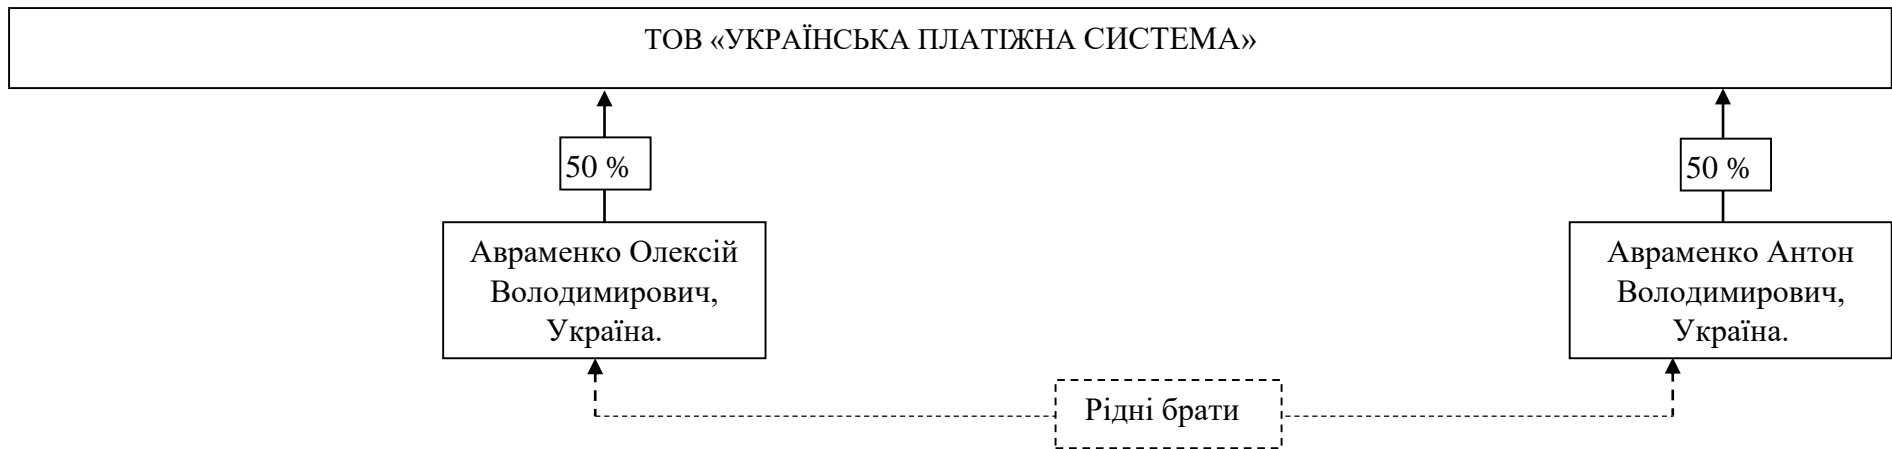 ТОВ «УКРАЇНСЬКА ПЛАТІЖНА СИСТЕМА»
50 %
50 %
Авраменко Олексій
Володимирович,
Україна.
Авраменко Антон
Володимирович,
Україна.
Рідні брати